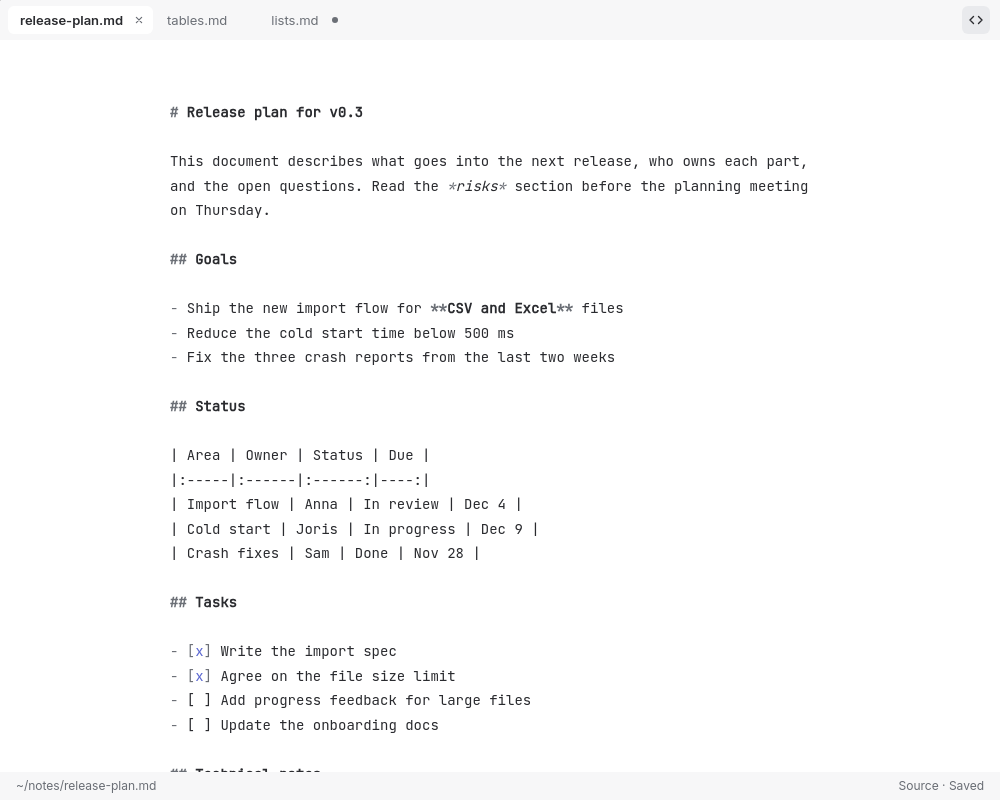 release-plan.md × tables.md lists.md
# Release plan for v0.3
This document describes what goes into the next release, who owns each part,
and the open questions. Read the *risks* section before the planning meeting
on Thursday.
## Goals
- Ship the new import flow for **CSV and Excel** files
- Reduce the cold start time below 500 ms
- Fix the three crash reports from the last two weeks
## Status
| Area | Owner | Status | Due |
|:-----|:------|:------:|----:|
| Import flow | Anna | In review | Dec 4 |
| Cold start | Joris | In progress | Dec 9 |
| Crash fixes | Sam | Done | Nov 28 |
## Tasks
- [x] Write the import spec
- [x] Agree on the file size limit
- [ ] Add progress feedback for large files
- [ ] Update the onboarding docs
## Technical notes
~/notes/release-plan.md Source · Saved